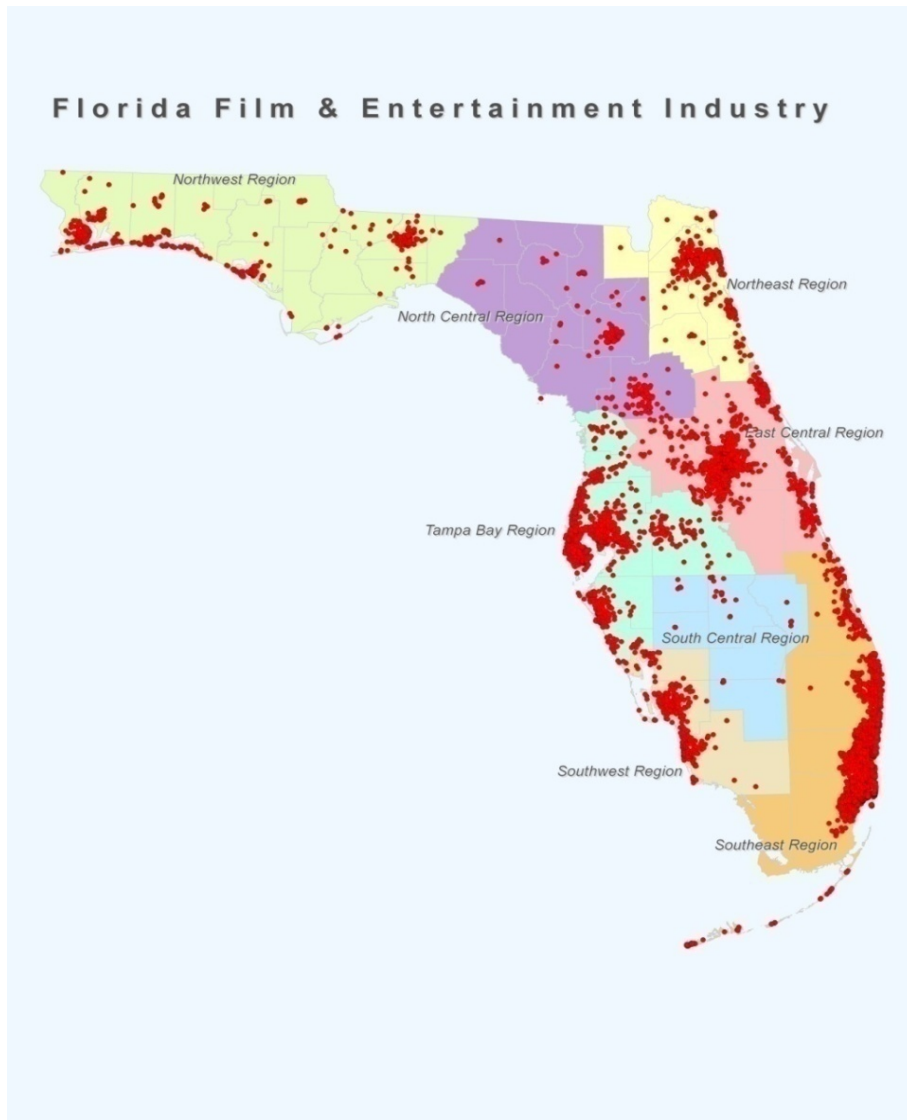 Florida Film & Entertainment Industry
Northwest Region
Northeast Region
North Central Region
East Central Region
Tampa Bay Region
South Central Region
Southwest Region
Southeast Region